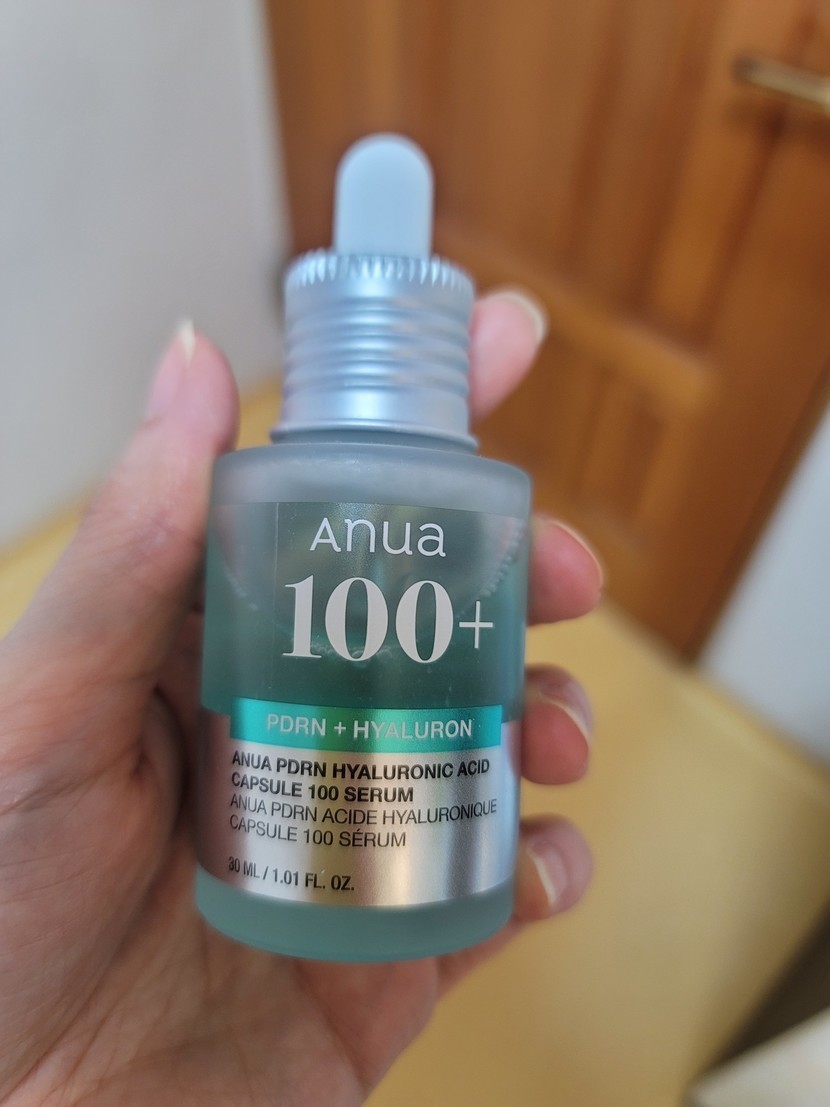 Anua
100+
PDRN + HYALURON
ANUA PDRN HYALURONIC ACID
CAPSULE 100 SERUM
ANUA PDRN ACIDE HYALURONIQUE
CAPSULE 100 SÉRUM
30 ML / 1.01 FL. OZ.